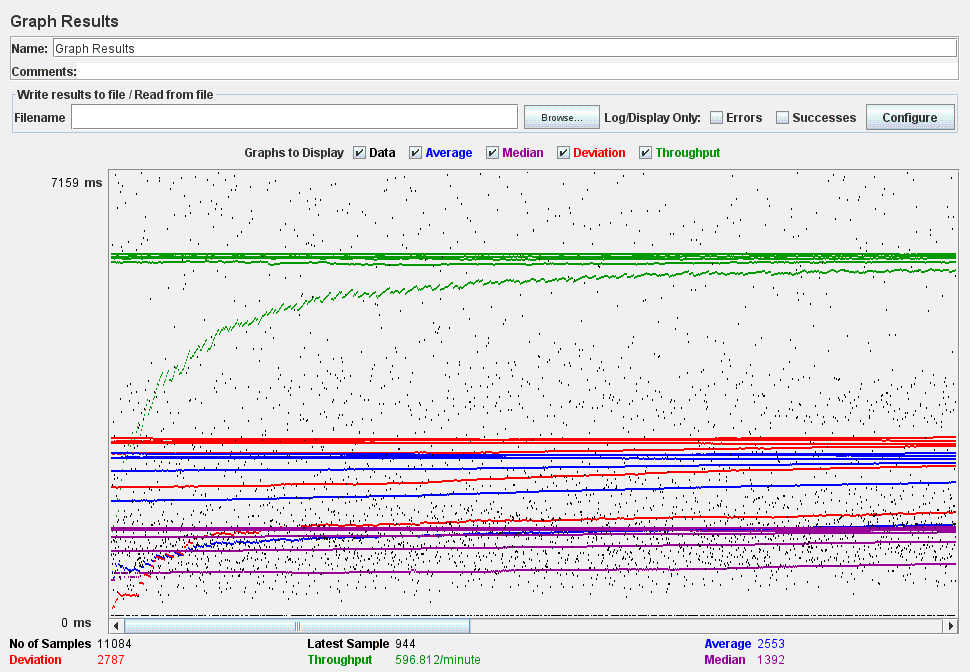 Graph Results
Name: Graph Results
Comments:
Write results to file / Read from file
Filename Browse... Log/Display Only: Errors Successes Configure
Graphs to Display Data Average Median Deviation Throughput
7159 ms
0 ms
No of Samples 11084 Latest Sample 944 Average 2553
Deviation 2787 Throughput 596.812/minute Median 1392